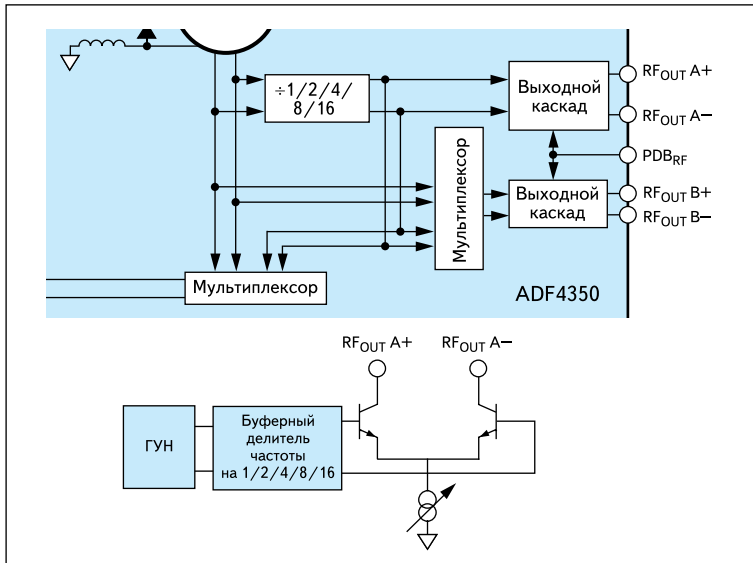 ÷1/2/4/
8/16
Выходной
каскад
RFOUT A+
RFOUT A−
PDBRF
Мультиплексор
Выходной
каскад
RFOUT B+
RFOUT B−
Мультиплексор
ADF4350
RFOUT A+
RFOUT A−
ГУН
Буферный
делитель
частоты
на 1/2/4/8/16